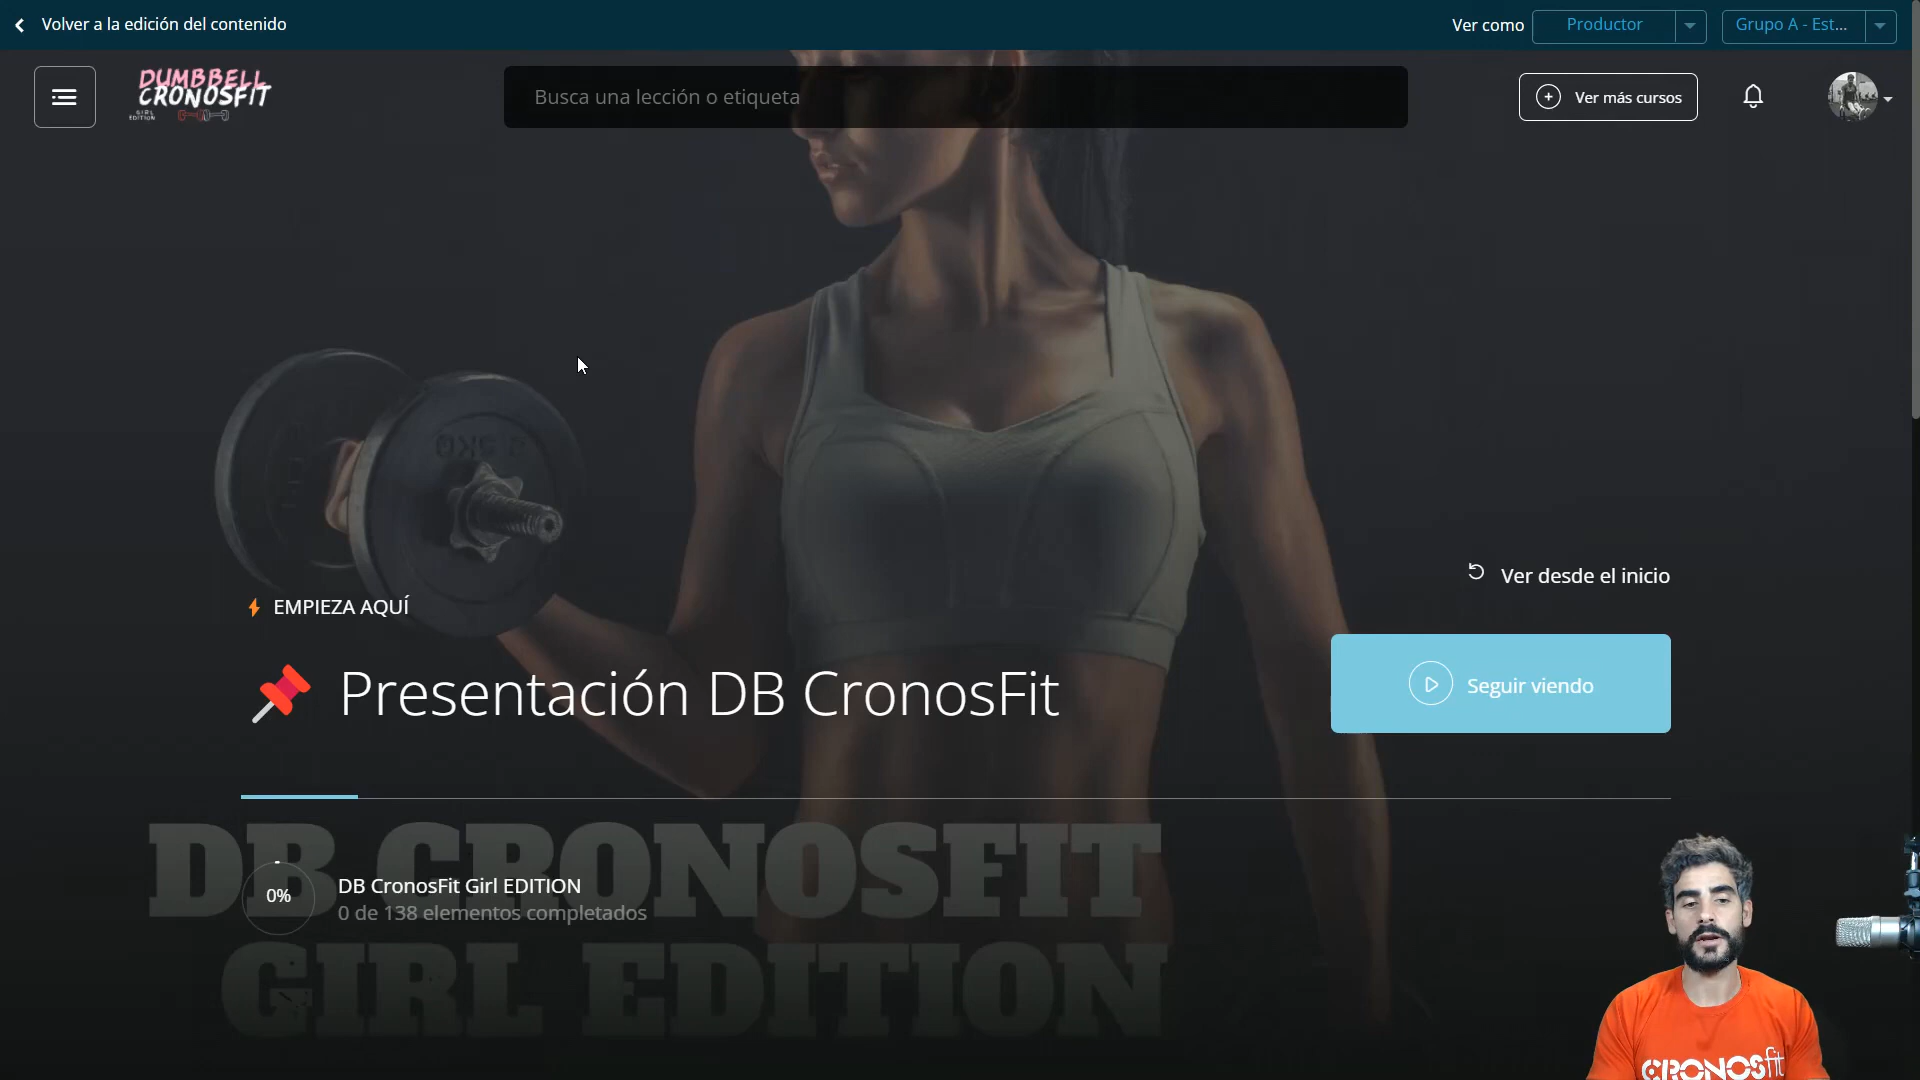 Volver a la edición del contenido
Ver como
Productor
Grupo A - Est...
DUMBBELL
CRONOSFIT
GIRL
EDITION
Busca una lección o etiqueta
Ver más cursos
Ver desde el inicio
EMPIEZA AQUÍ
Presentación DB CronosFit
Seguir viendo
DB CRONOSFIT
0%
DB CronosFit Girl EDITION
0 de 138 elementos completados
GIRL EDITION
CRONOSfit